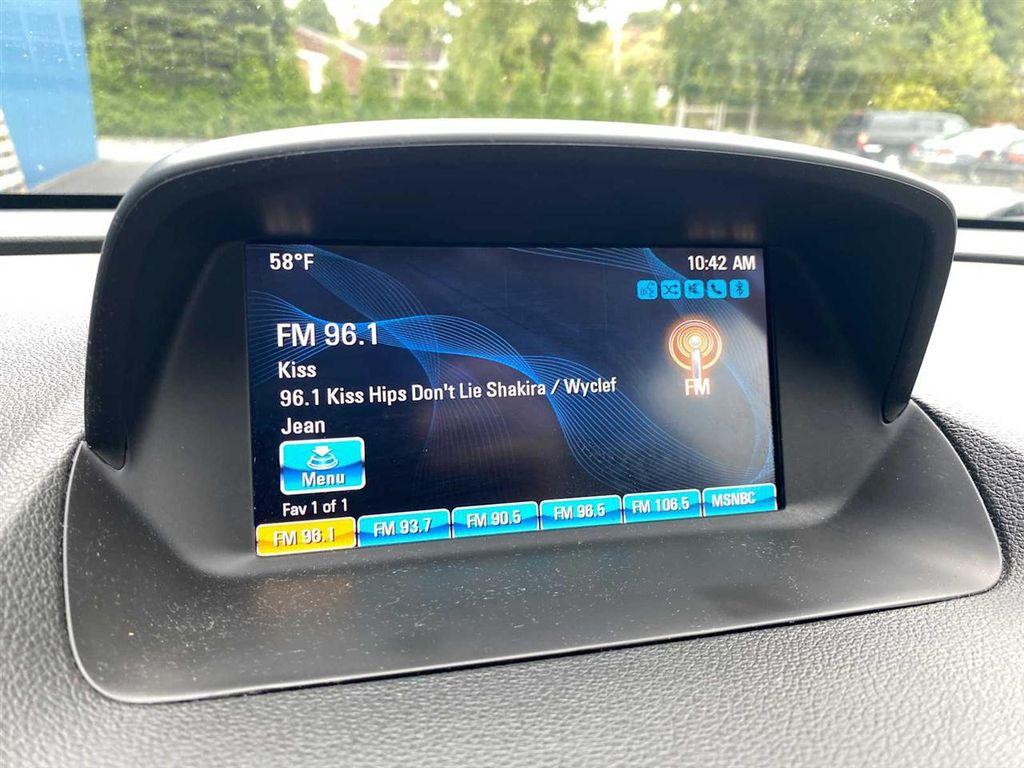 58°F
10:42 AM
FM 96.1
Kiss
96.1 Kiss Hips Don't Lie Shakira / Wyclef
Jean
FM
Menu
Fav 1 of 1
FM 96.1 FM 93.7 FM 90.5 FM 96.5 FM 106.5 MSNBC